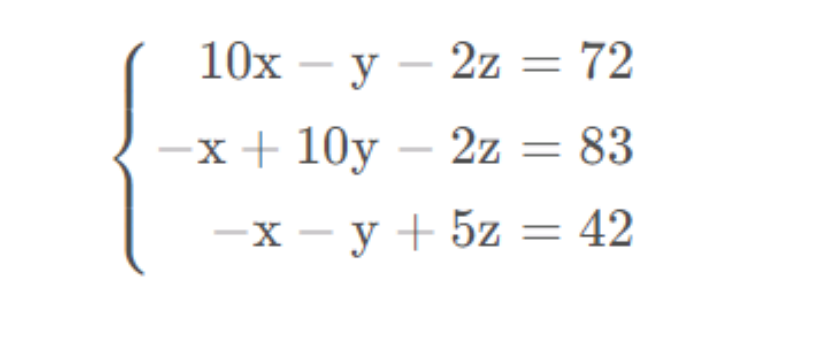 10x − y − 2z = 72
−x + 10y − 2z = 83
−x − y + 5z = 42